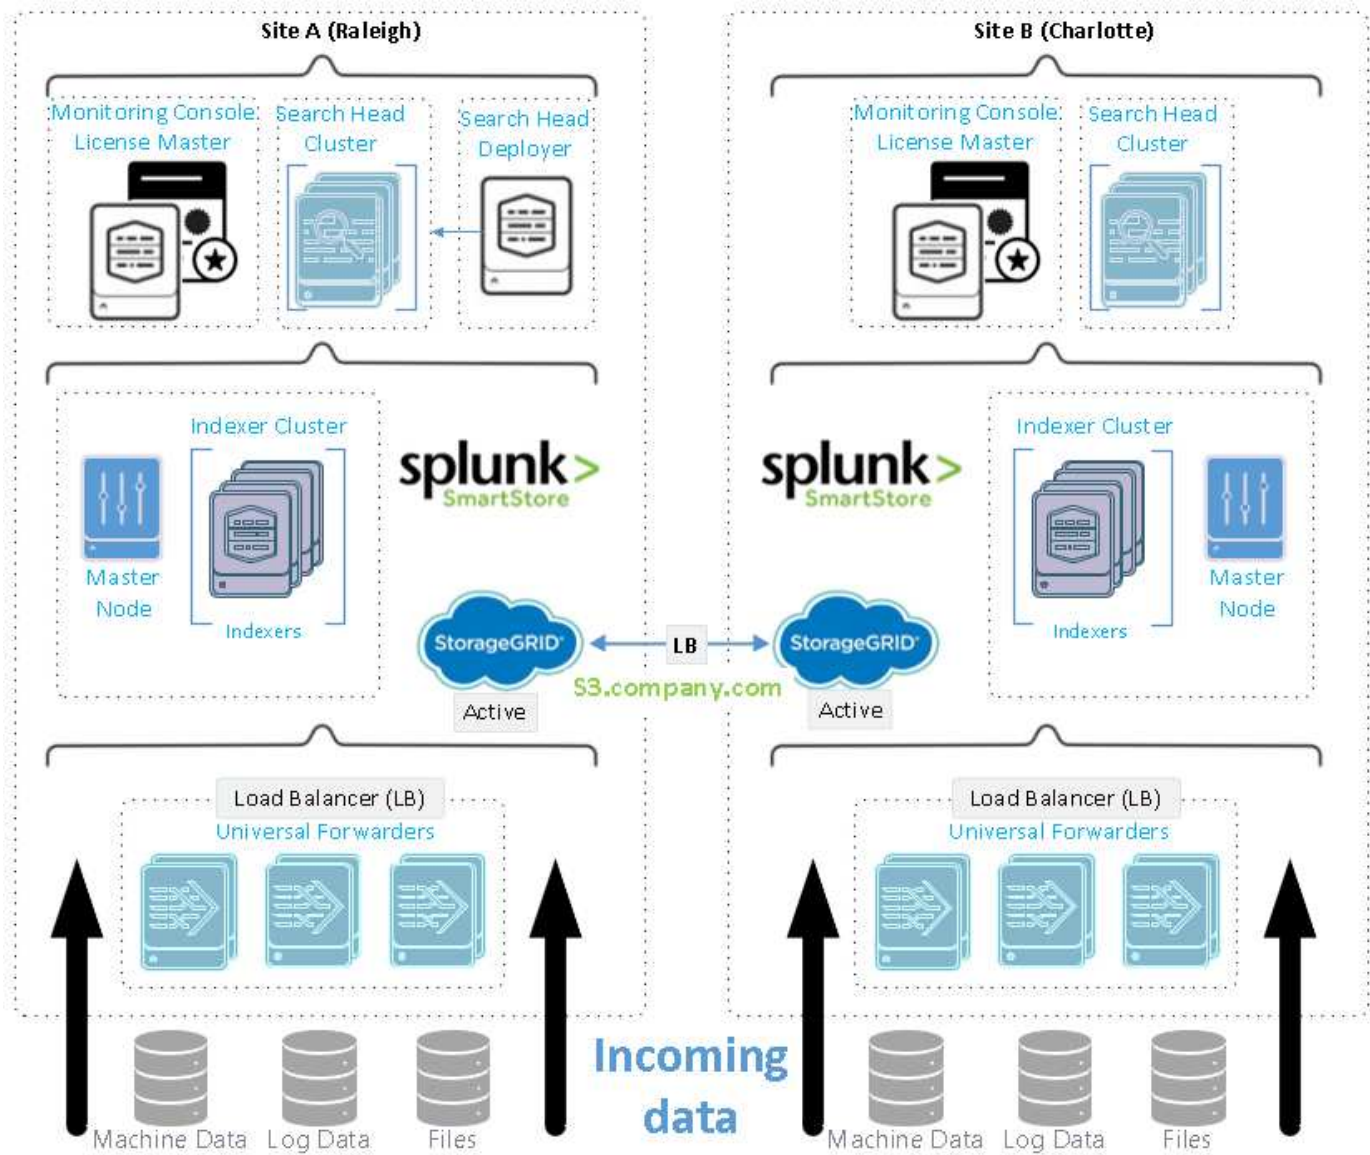 Site A (Raleigh)
Monitoring Console
License Master
Search Head
Cluster
Search Head
Deployer
Indexer Cluster
Master
Node
Indexers
splunk>
SmartStore
StorageGRID®
Active
Load Balancer (LB)
Universal Forwarders
Machine Data
Log Data
Files
LB
S3.company.com
Incoming
data
Site B (Charlotte)
Monitoring Console
License Master
Search Head
Cluster
splunk>
SmartStore
Indexer Cluster
Indexers
Master
Node
StorageGRID®
Active
Load Balancer (LB)
Universal Forwarders
Machine Data
Log Data
Files